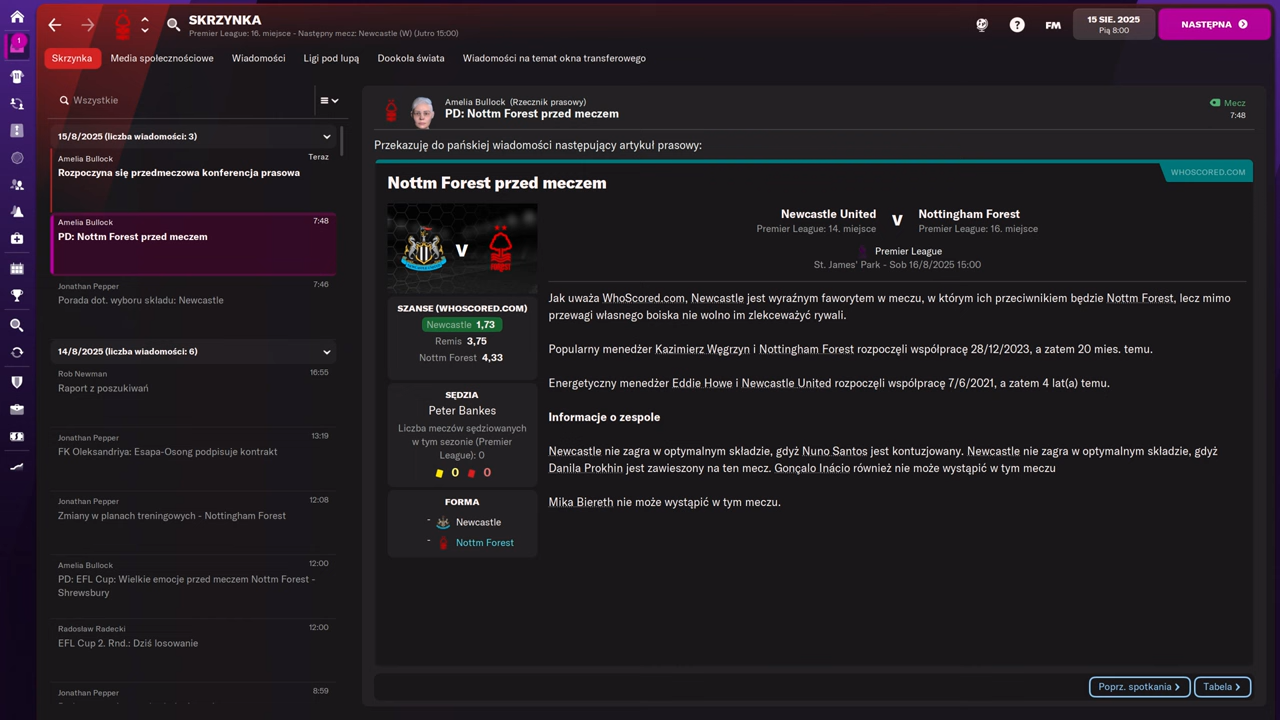 SKRZYNKA
Premier League: 16. miejsce - Następny mecz: Newcastle (W) (Jutro 15:00)
FM
15 SIE. 2025
Pią 8:00
NASTĘPNA
1
Skrzynka
Media społecznościowe
Wiadomości
Ligi pod lupą
Dookoła świata
Wiadomości na temat okna transferowego
Wszystkie
15/8/2025 (liczba wiadomości: 3)
Amelia Bullock
Teraz
Rozpoczyna się przedmeczowa konferencja prasowa
Amelia Bullock
7:48
PD: Nottm Forest przed meczem
Jonathan Pepper
7:46
Porada dot. wyboru składu: Newcastle
14/8/2025 (liczba wiadomości: 6)
Rob Newman
16:55
Raport z poszukiwań
Jonathan Pepper
13:19
FK Oleksandriya: Esapa-Osong podpisuje kontrakt
Jonathan Pepper
12:08
Zmiany w planach treningowych - Nottingham Forest
Amelia Bullock
12:00
PD: EFL Cup: Wielkie emocje przed meczem Nottm Forest -
Shrewsbury
Radosław Radecki
12:00
EFL Cup 2. Rnd.: Dziś losowanie
Jonathan Pepper
8:59
Amelia Bullock (Rzecznik prasowy)
PD: Nottm Forest przed meczem
Mecz
7:48
Przekazuję do pańskiej wiadomości następujący artykuł prasowy:
WHOSCORED.COM
Nottm Forest przed meczem
V
Newcastle United
Premier League: 14. miejsce
V
Nottingham Forest
Premier League: 16. miejsce
Premier League
St. James' Park - Sob 16/8/2025 15:00
SZANSE (WHOSCORED.COM)
Newcastle 1,73
Remis 3,75
Nottm Forest 4,33
SĘDZIA
Peter Bankes
Liczba meczów sędziowanych
w tym sezonie (Premier
League): 0
0 0
FORMA
- Newcastle
- Nottm Forest
Jak uważa WhoScored.com, Newcastle jest wyraźnym faworytem w meczu, w którym ich przeciwnikiem będzie Nottm Forest, lecz mimo
przewagi własnego boiska nie wolno im zlekceważyć rywali.
Popularny menedżer Kazimierz Węgrzyn i Nottingham Forest rozpoczęli współpracę 28/12/2023, a zatem 20 mies. temu.
Energetyczny menedżer Eddie Howe i Newcastle United rozpoczęli współpracę 7/6/2021, a zatem 4 lat(a) temu.
Informacje o zespole
Newcastle nie zagra w optymalnym składzie, gdyż Nuno Santos jest kontuzjowany. Newcastle nie zagra w optymalnym składzie, gdyż
Danila Prokhin jest zawieszony na ten mecz. Gonçalo Inácio również nie może wystąpić w tym meczu
Mika Biereth nie może wystąpić w tym meczu.
Poprz. spotkania
Tabela